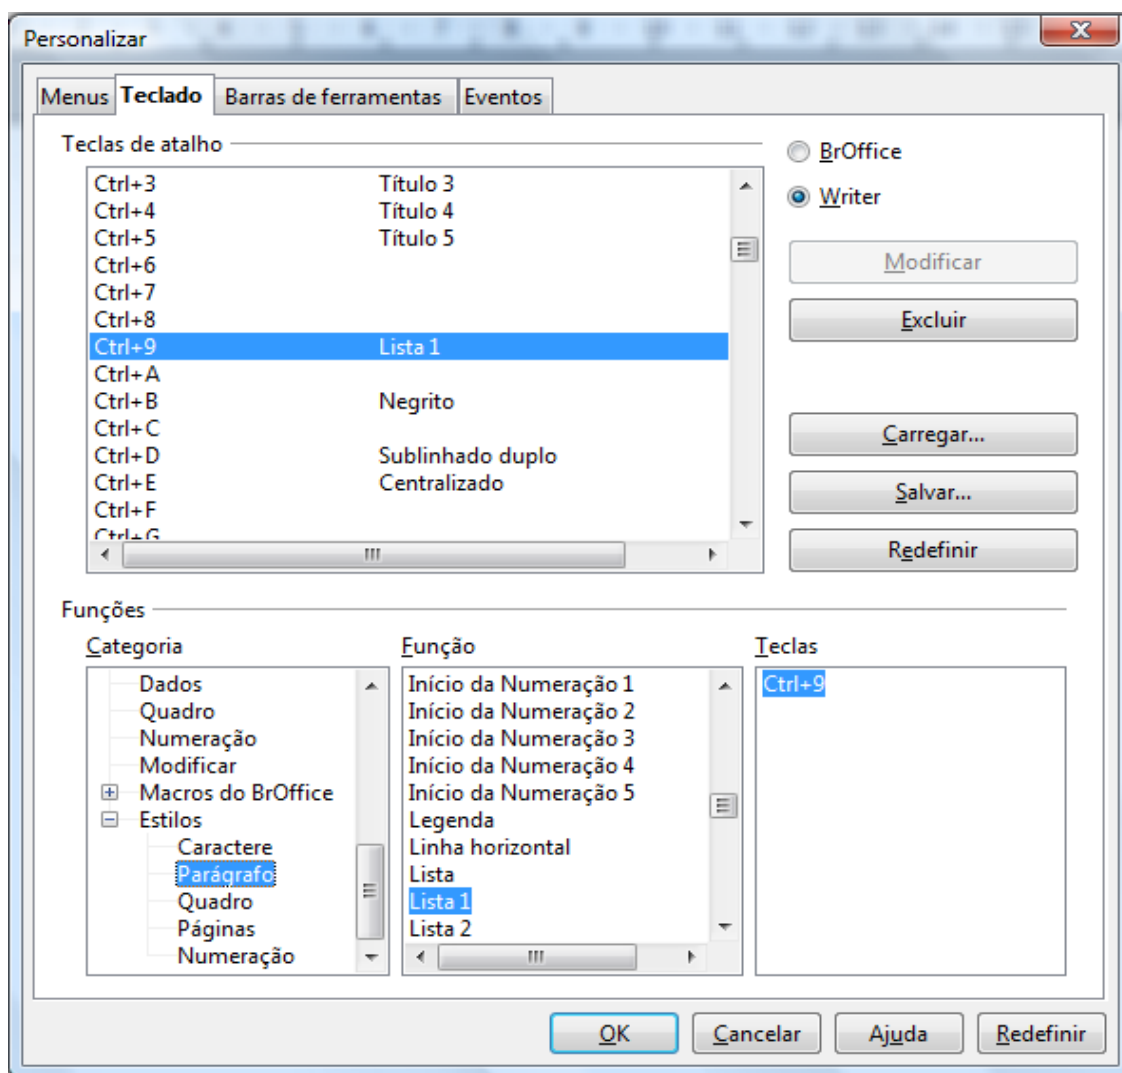 Personalizar
Menus Teclado Barras de ferramentas Eventos
Teclas de atalho
Ctrl+3 Título 3
Ctrl+4 Título 4
Ctrl+5 Título 5
Ctrl+6
Ctrl+7
Ctrl+8
Ctrl+9 Lista 1
Ctrl+A
Ctrl+B Negrito
Ctrl+C
Ctrl+D Sublinhado duplo
Ctrl+E Centralizado
Ctrl+F
Ctrl+G
BrOffice
Writer
Modificar
Excluir
Carregar...
Salvar...
Redefinir
Funções
Categoria
Dados
Quadro
Numeração
Modificar
Macros do BrOffice
Estilos
Caractere
Parágrafo
Quadro
Páginas
Numeração
Função
Início da Numeração 1
Início da Numeração 2
Início da Numeração 3
Início da Numeração 4
Início da Numeração 5
Legenda
Linha horizontal
Lista
Lista 1
Lista 2
Teclas
Ctrl+9
OK Cancelar Ajuda Redefinir